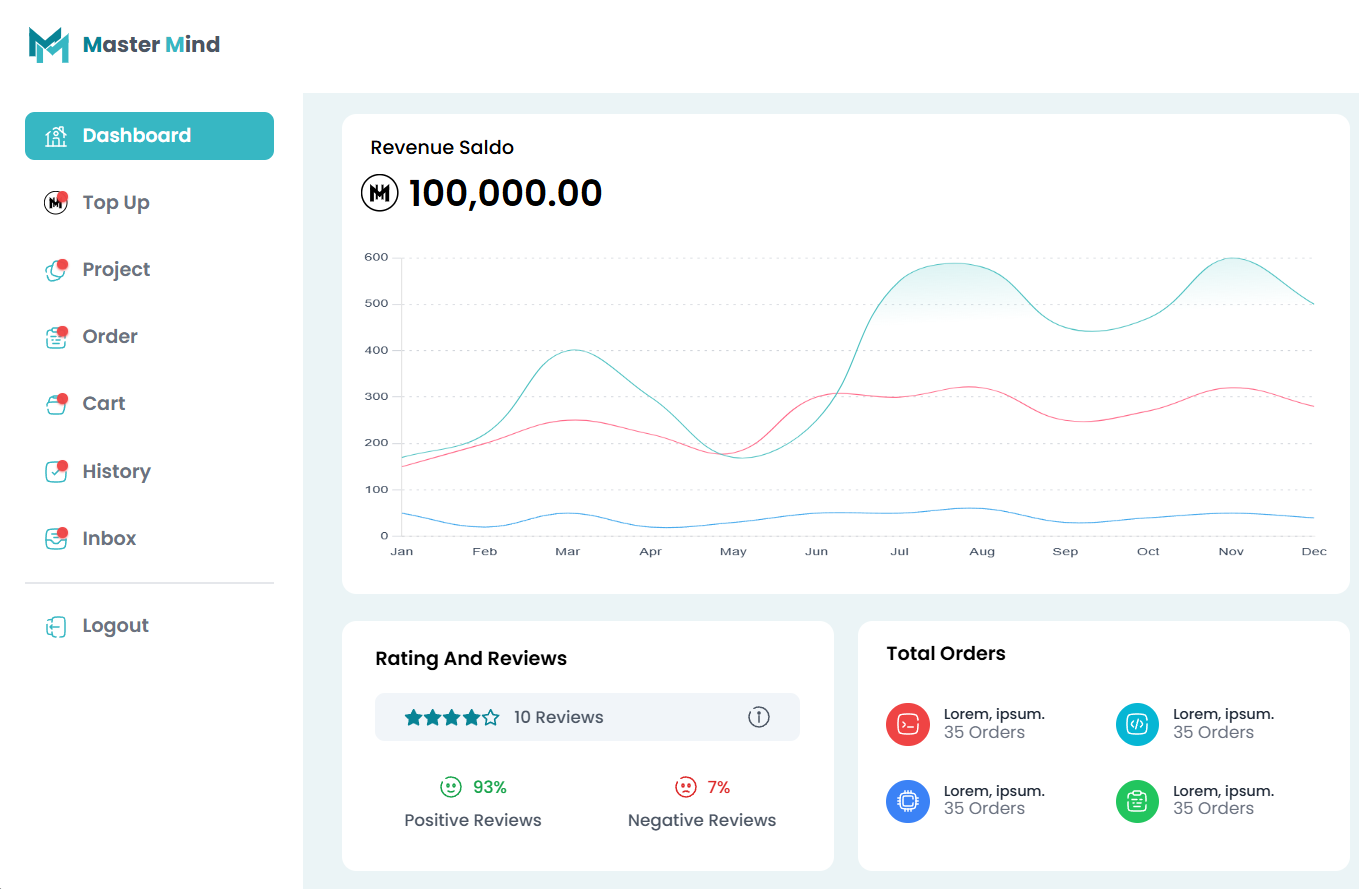 Master Mind
Dashboard
Top Up
Project
Order
Cart
History
Inbox
Logout
Revenue Saldo
100,000.00
600
500
400
300
200
100
0
Jan Feb Mar Apr May Jun Jul Aug Sep Oct Nov Dec
Rating And Reviews
10 Reviews
93%
Positive Reviews
7%
Negative Reviews
Total Orders
Lorem, ipsum.
35 Orders
Lorem, ipsum.
35 Orders
Lorem, ipsum.
35 Orders
Lorem, ipsum.
35 Orders